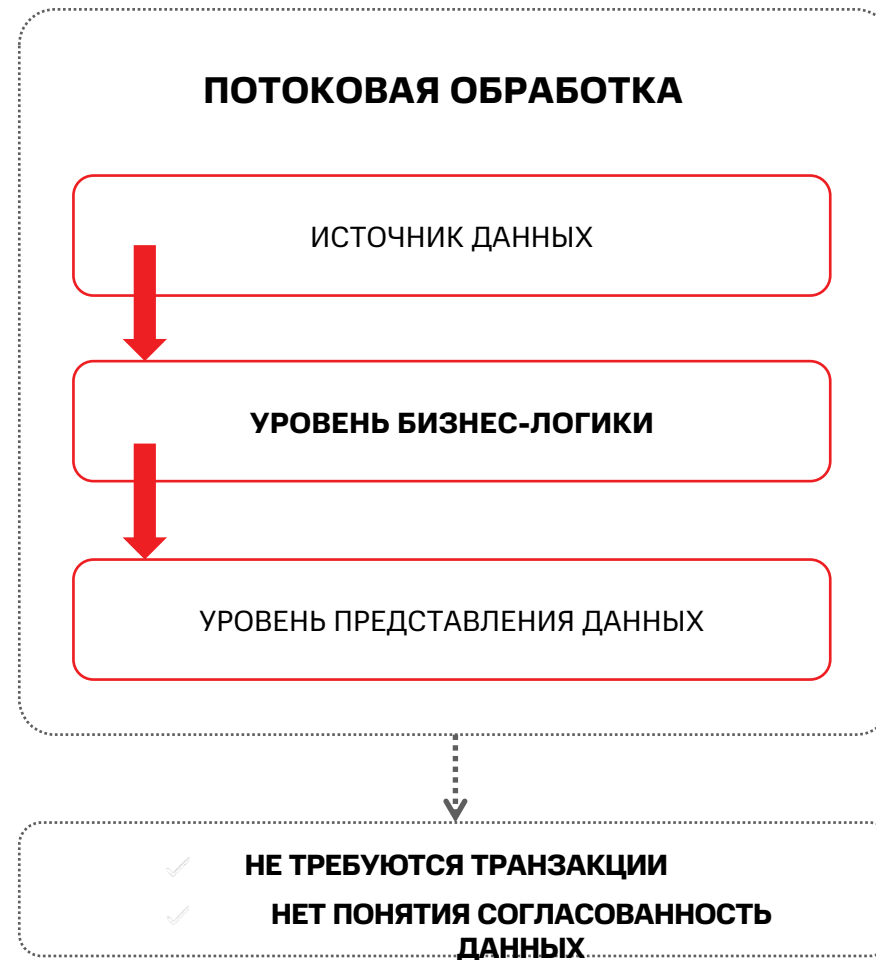 ПОТОКОВАЯ ОБРАБОТКА
ИСТОЧНИК ДАННЫХ
УРОВЕНЬ БИЗНЕС-ЛОГИКИ
УРОВЕНЬ ПРЕДСТАВЛЕНИЯ ДАННЫХ
НЕ ТРЕБУЮТСЯ ТРАНЗАКЦИИ
НЕТ ПОНЯТИЯ СОГЛАСОВАННОСТЬ
ДАННЫХ